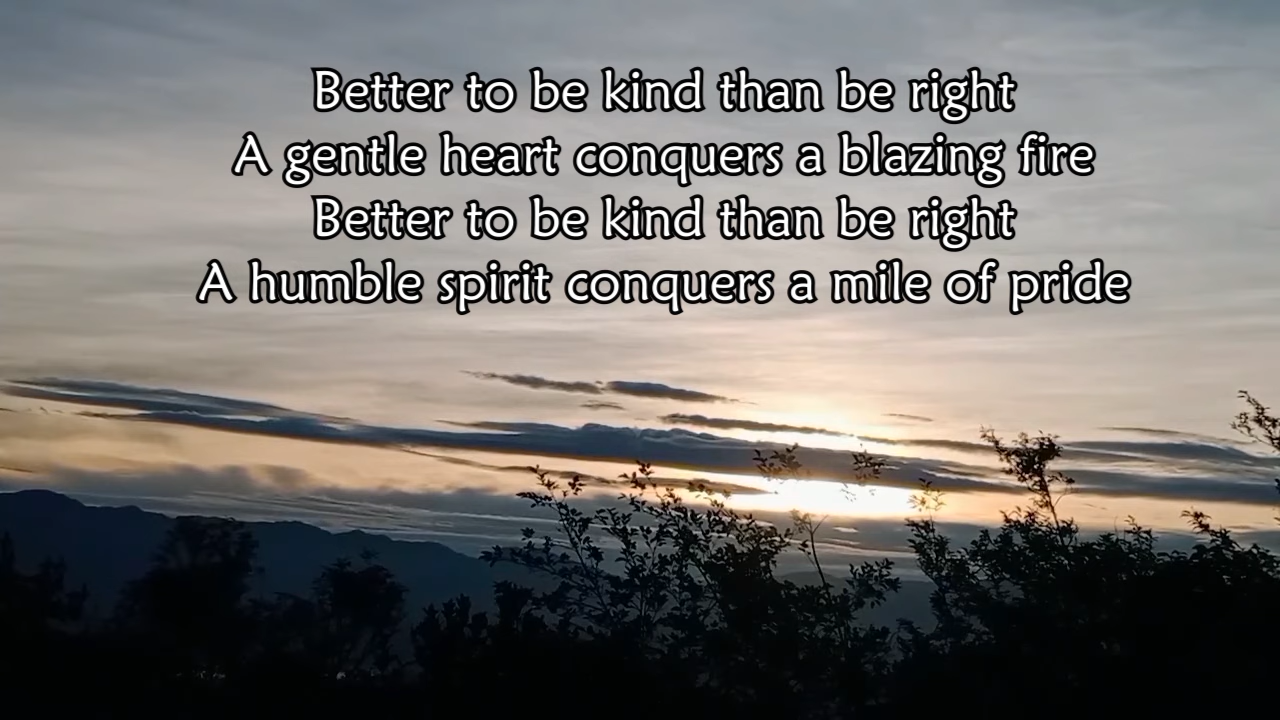 Better to be kind than be right
A gentle heart conquers a blazing fire
Better to be kind than be right
A humble spirit conquers a mile of pride